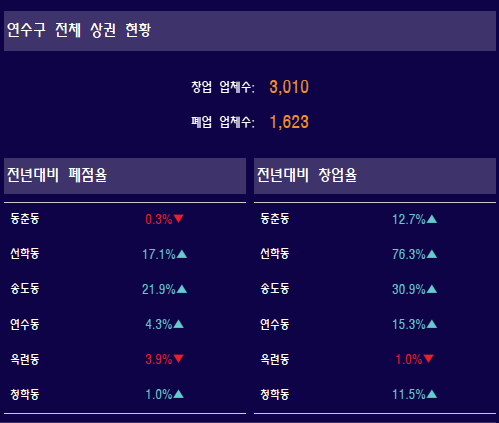 연수구 전체 상권 현황
창업 업체수: 3,010
폐업 업체수: 1,623
전년대비 폐점율
동춘동 0.3%▼
선학동 17.1%▲
송도동 21.9%▲
연수동 4.3%▲
옥련동 3.9%▼
청학동 1.0%▲
전년대비 창업율
동춘동 12.7%▲
선학동 76.3%▲
송도동 30.9%▲
연수동 15.3%▲
옥련동 1.0%▼
청학동 11.5%▲